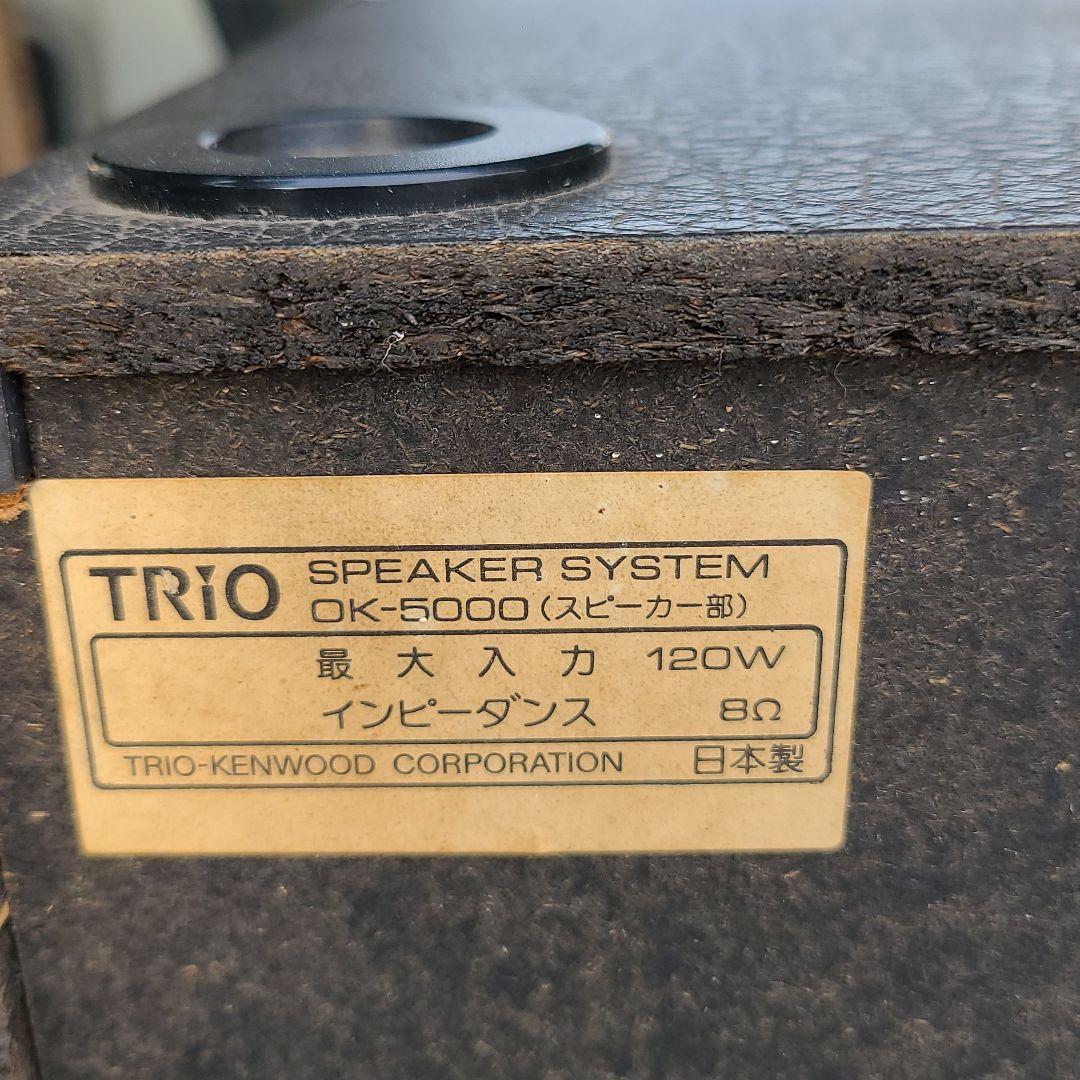 TRIO SPEAKER SYSTEM
OK-5000(スピーカー部)
最大入力 120W
インピーダンス 8Ω
TRIO-KENWOOD CORPORATION 日本製